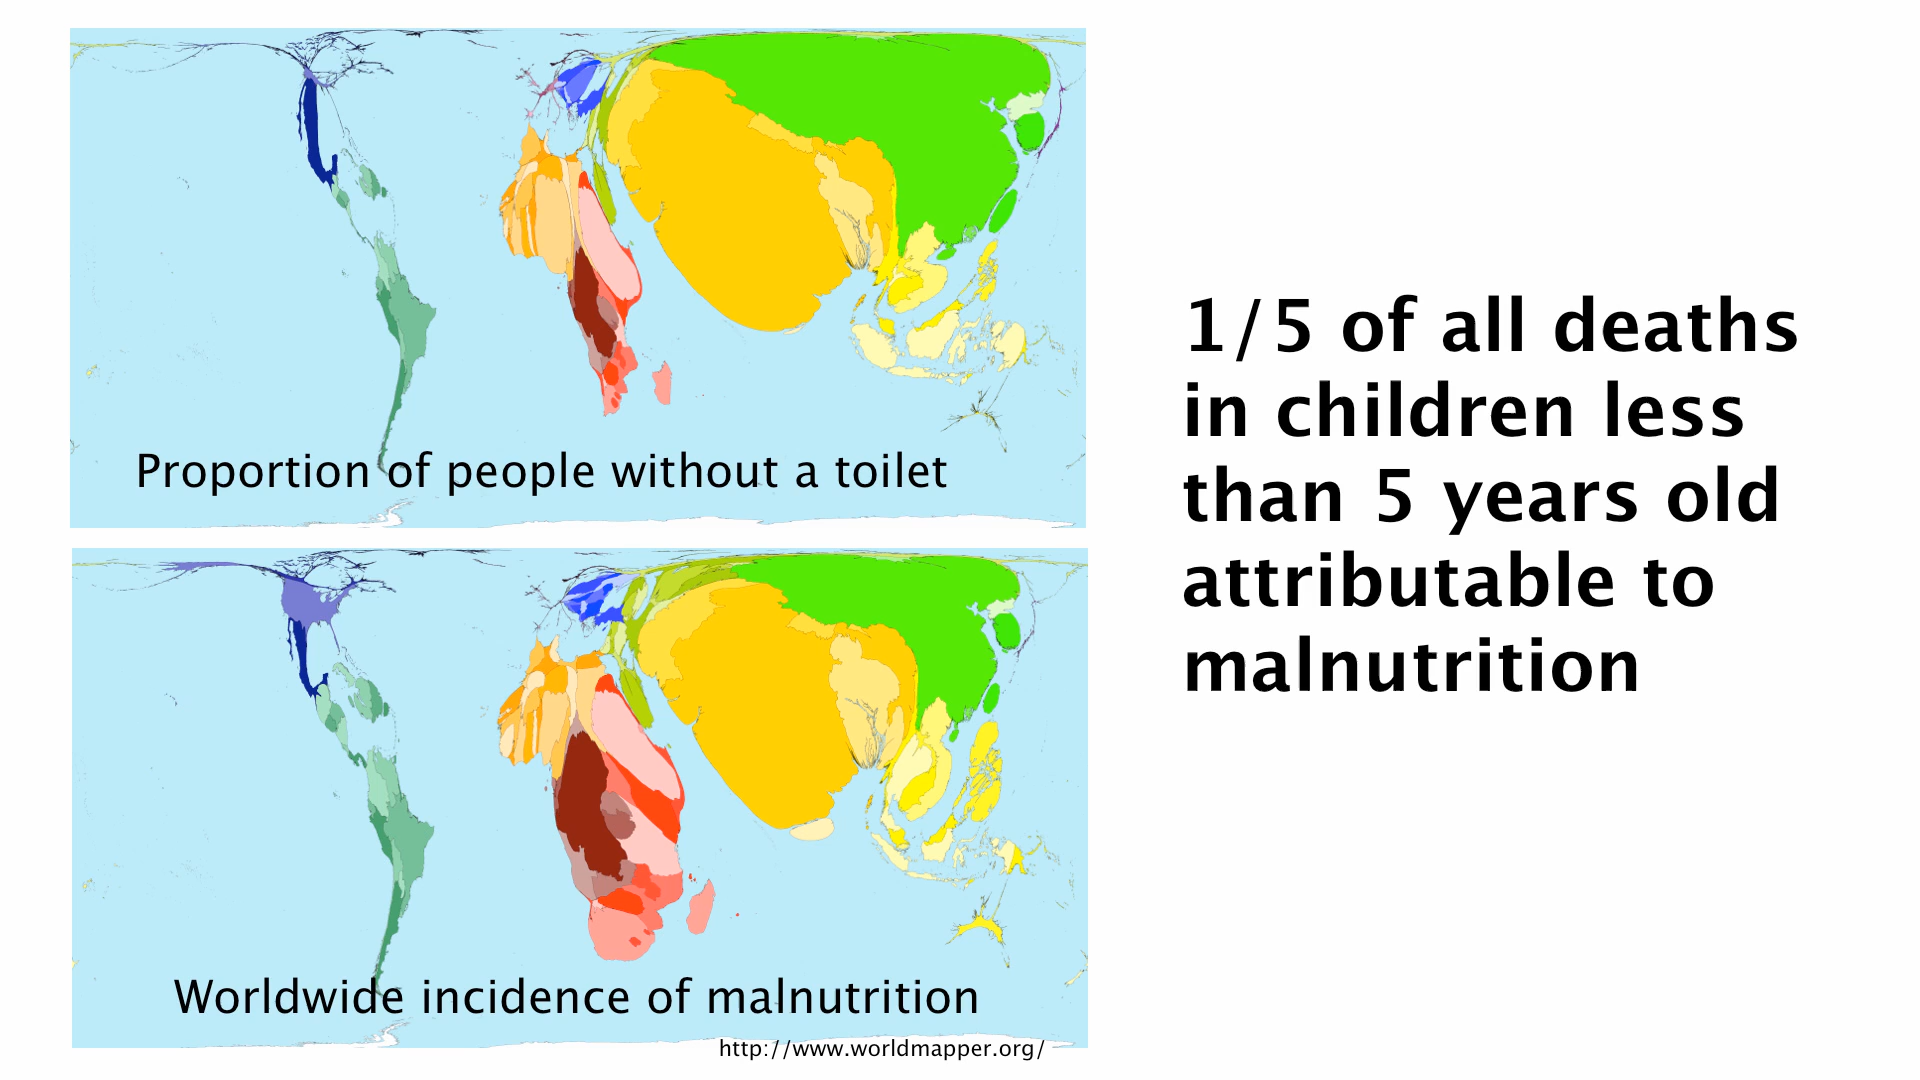 Proportion of people without a toilet
Worldwide incidence of malnutrition
http://www.worldmapper.org/
1/5 of all deaths
in children less
than 5 years old
attributable to
malnutrition